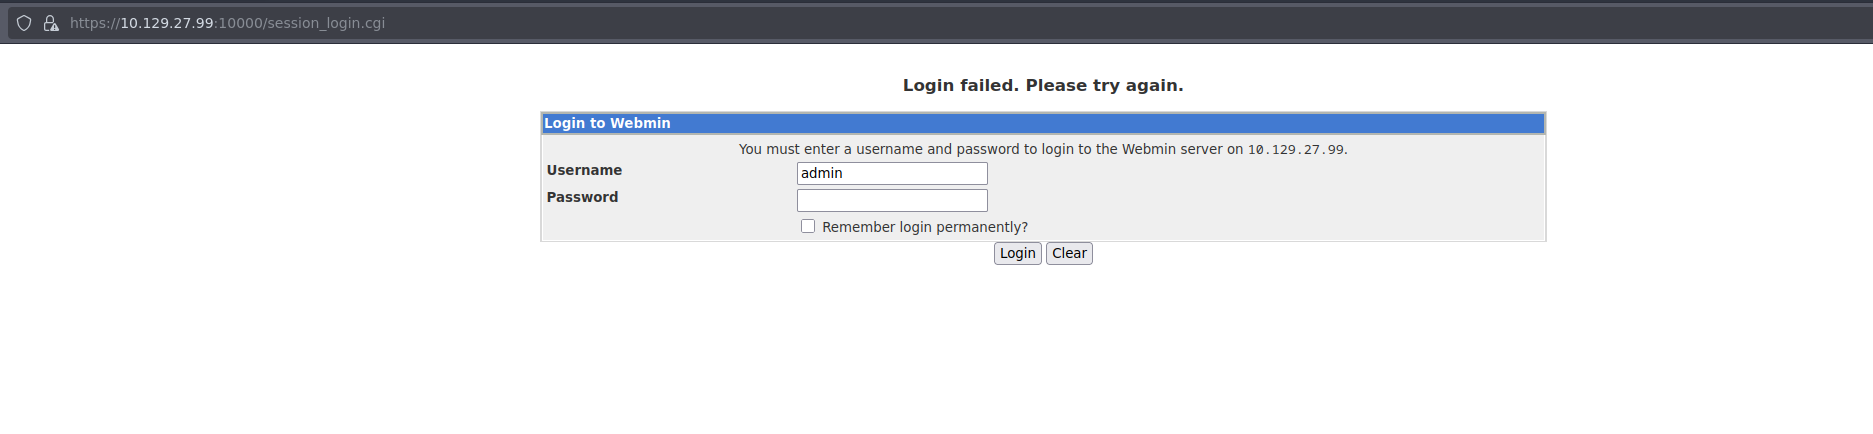 https://10.129.27.99:10000/session_login.cgi
Login failed. Please try again.
Login to Webmin
You must enter a username and password to login to the Webmin server on 10.129.27.99.
Username admin
Password
Remember login permanently?
Login Clear